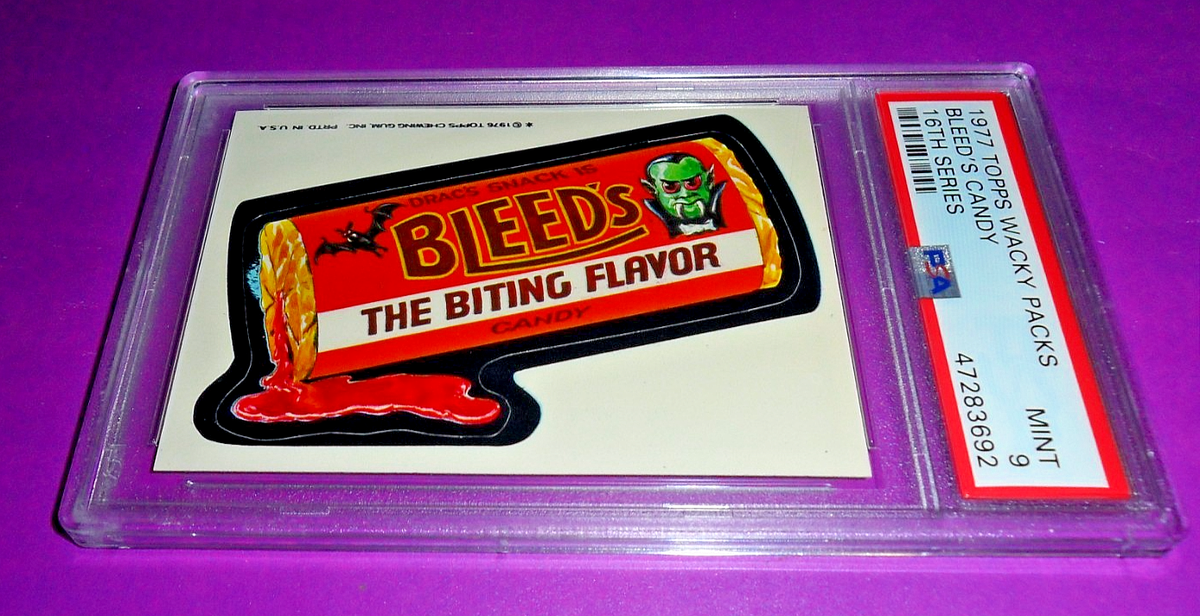 * © 1976 TOPPS CHEWING GUM, INC. PRTD. IN U.S.A
DRAC'S SNACK IS
BLEED'S
THE BITING FLAVOR
CANDY
1977 TOPPS WACKY PACKS
BLEED'S CANDY
16TH SERIES
MINT
9
47283692
PSA